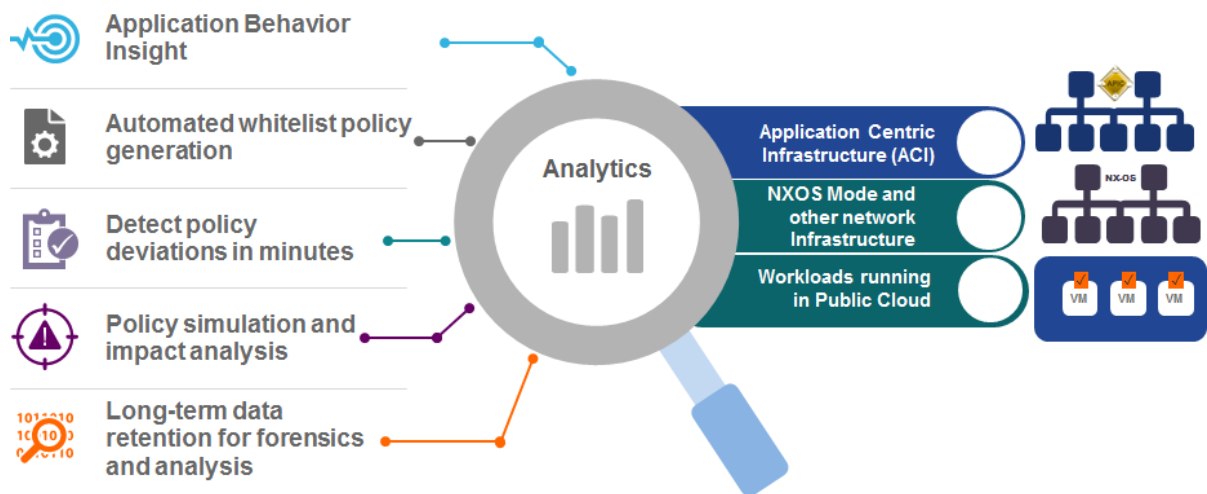 Application Behavior
Insight
Automated whitelist policy
generation
Detect policy
deviations in minutes
Policy simulation and
impact analysis
1011010
Long-term data
retention for forensics
and analysis
Analytics
Application Centric
Infrastructure (ACI)
NXOS Mode and
other network
Infrastructure
Workloads running
in Public Cloud
APIC
NX-OS
VM
VM
VM